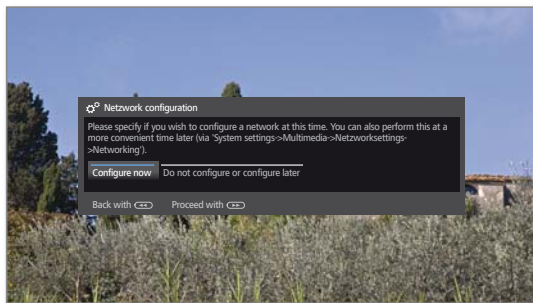 Netzwork configuration
Please specify if you wish to configure a network at this time. You can also perform this at a
more convenient time later (via 'System settings->Multimedia->Netzworksettings-
>Networking').
Configure now Do not configure or configure later
Back with Proceed with